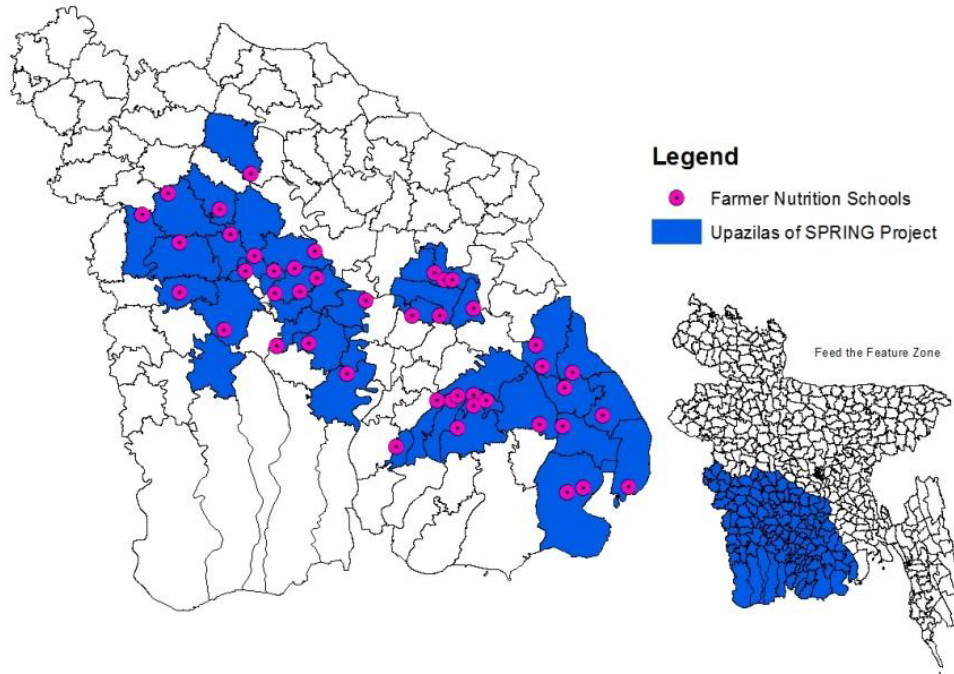 Legend
Farmer Nutrition Schools
Upazilas of SPRING Project
Feed the Feature Zone